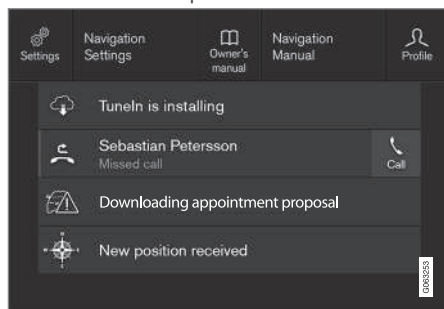 Settings
Navigation
Settings
Owner's
manual
Navigation
Manual
Profile
TuneIn is installing
Sebastian Petersson
Missed call
Call
Downloading appointment proposal
New position received
G063253